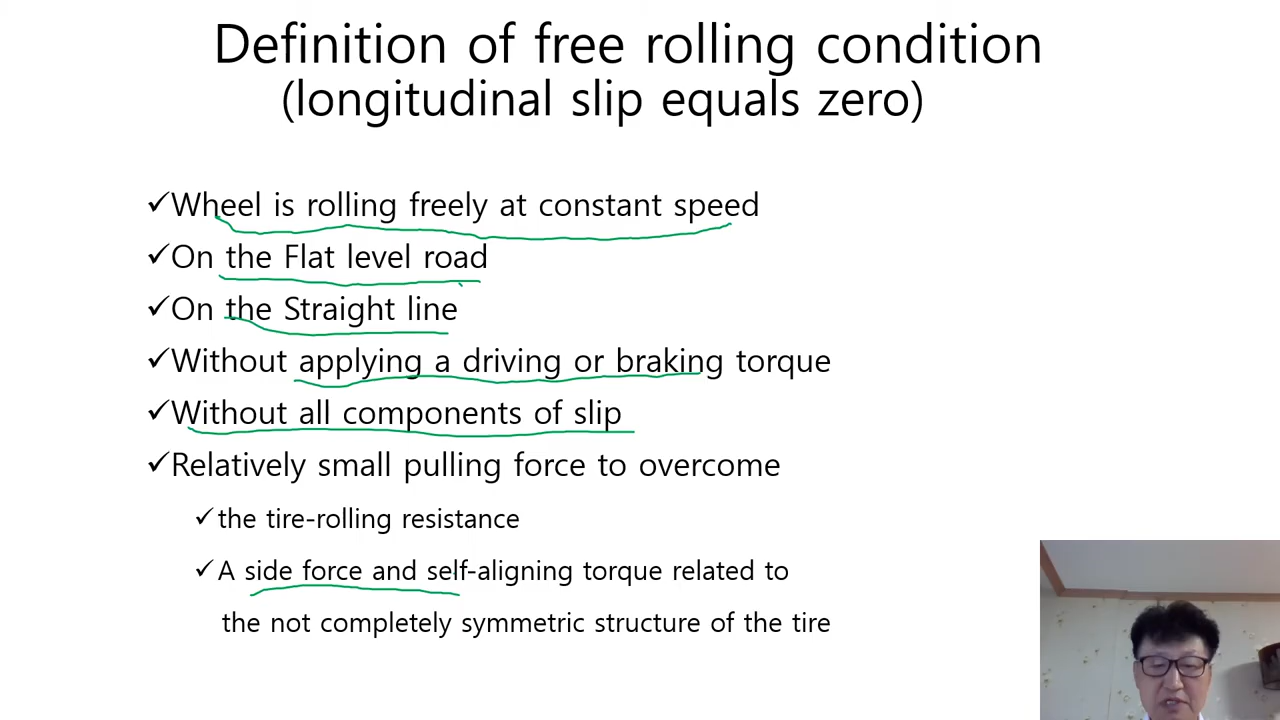 Definition of free rolling condition
(longitudinal slip equals zero)
✓Wheel is rolling freely at constant speed
✓On the Flat level road
✓On the Straight line
✓Without applying a driving or braking torque
✓Without all components of slip
✓Relatively small pulling force to overcome
✓the tire-rolling resistance
✓A side force and self-aligning torque related to
the not completely symmetric structure of the tire